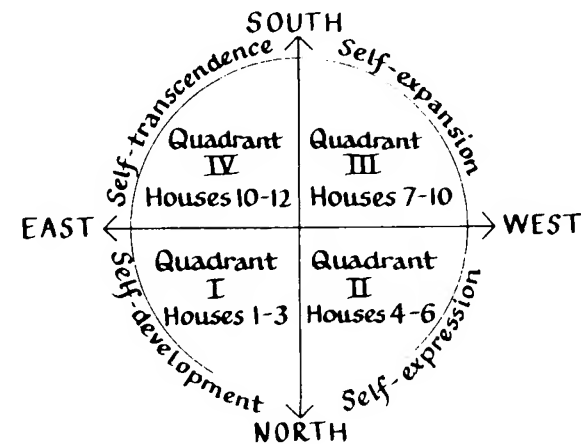 SOUTH
Self-transcendence
Self-expansion
Quadrant
IV
Houses 10-12
Quadrant
III
Houses 7-10
EAST
WEST
Quadrant
I
Houses 1-3
Quadrant
II
Houses 4-6
Self-development
Self-expression
NORTH